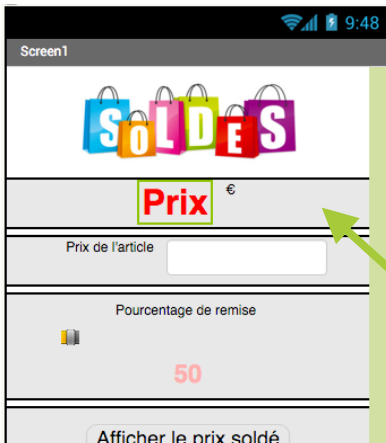 9:48
Screen1
SOLDES
Prix €
Prix de l'article
Pourcentage de remise
50
Afficher le prix soldé